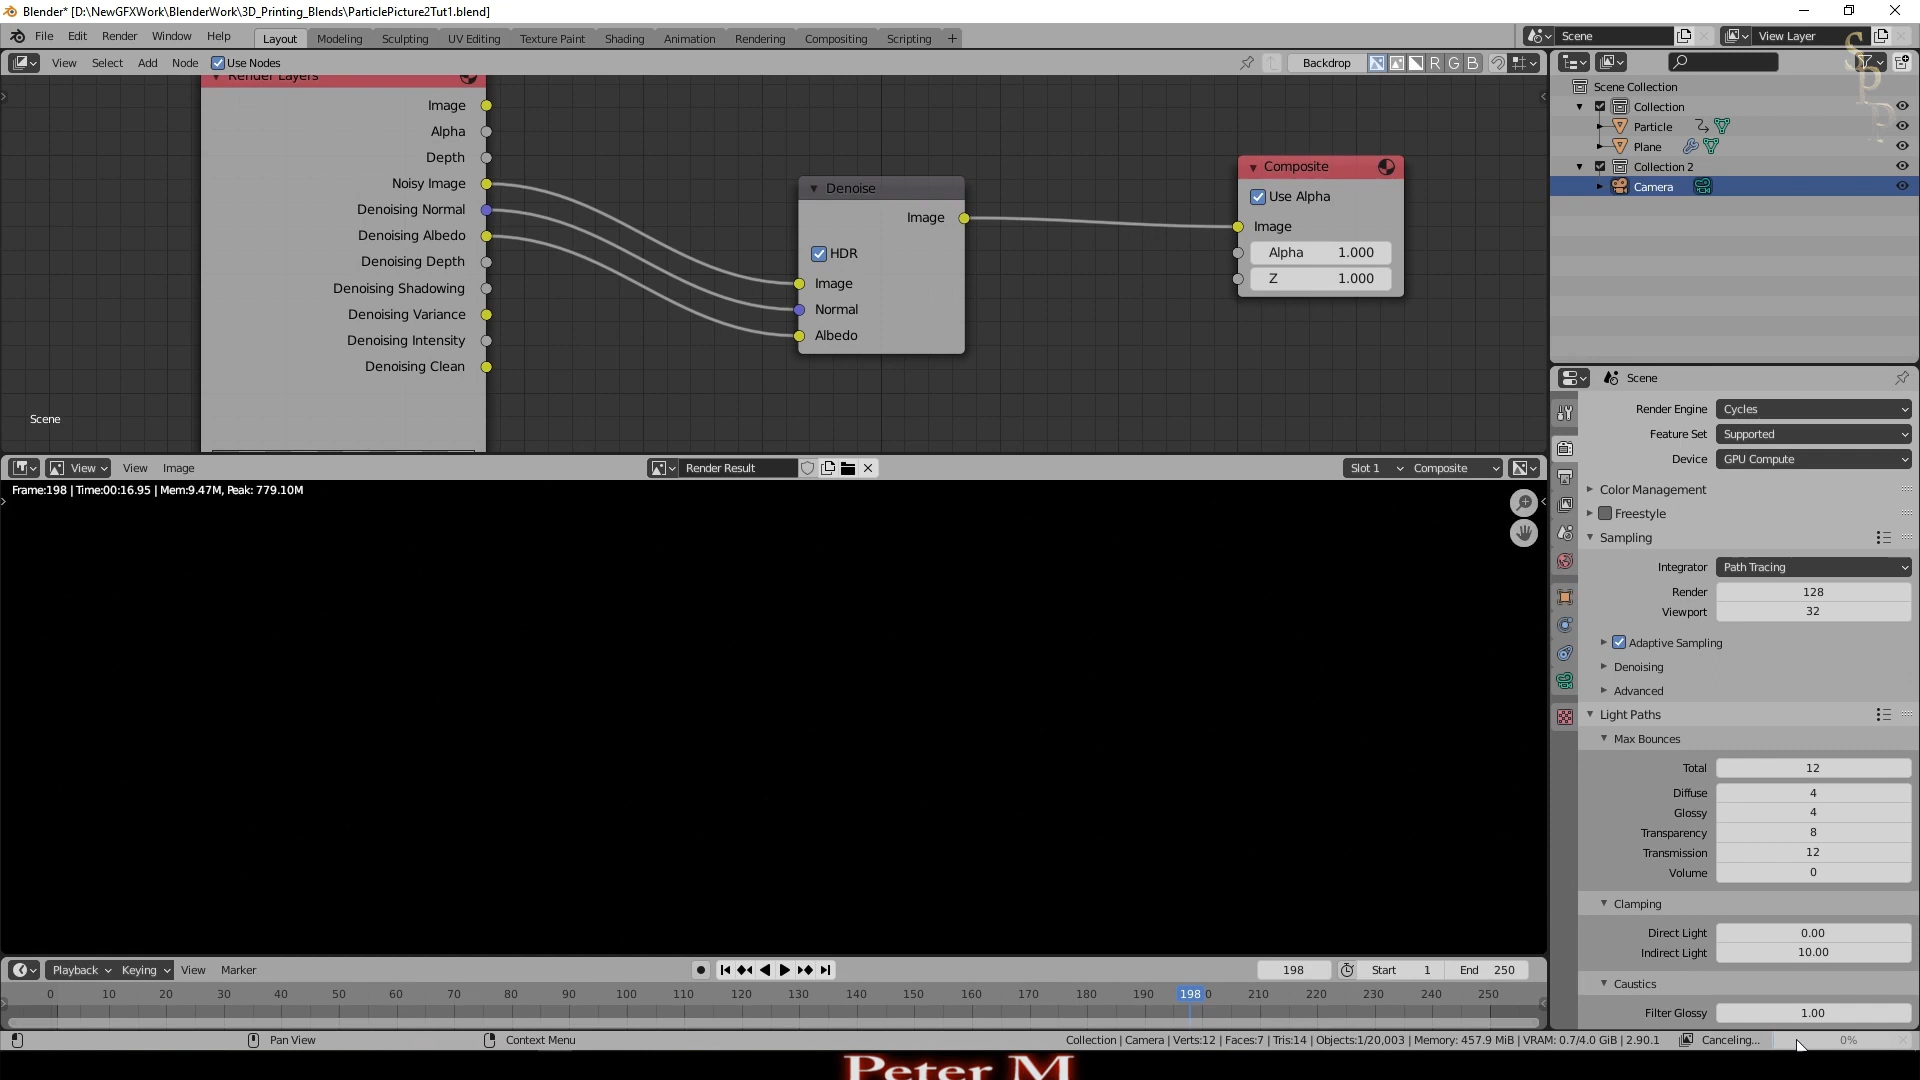 Blender* [D:\NewGFXWork\BlenderWork\3D_Printing_Blends\ParticlePicture2Tut1.blend]
File Edit Render Window Help Layout Modeling Sculpting UV Editing Texture Paint Shading Animation Rendering Compositing Scripting + Scene View Layer
View Select Add Node Use Nodes Backdrop R G B
Render Layers
Image
Alpha
Depth
Noisy Image
Denoising Normal
Denoising Albedo
Denoising Depth
Denoising Shadowing
Denoising Variance
Denoising Intensity
Denoising Clean
Scene
Denoise
Image
HDR
Image
Normal
Albedo
Composite
Use Alpha
Image
Alpha 1.000
Z 1.000
SPD
Scene Collection
Collection
Particle
Plane
Collection 2
Camera
View View Image Render Result Slot 1 Composite
Frame:198 | Time:00:16.95 | Mem:9.47M, Peak: 779.10M
Scene
Render Engine Cycles
Feature Set Supported
Device GPU Compute
Color Management
Freestyle
Sampling
Integrator Path Tracing
Render 128
Viewport 32
Adaptive Sampling
Denoising
Advanced
Light Paths
Max Bounces
Total 12
Diffuse 4
Glossy 4
Transparency 8
Transmission 12
Volume 0
Clamping
Direct Light 0.00
Indirect Light 10.00
Caustics
Filter Glossy 1.00
Playback Keying View Marker 198 Start 1 End 250
0 10 20 30 40 50 60 70 80 90 100 110 120 130 140 150 160 170 180 190 198 0 210 220 230 240 250
Pan View Context Menu Collection | Camera | Verts:12 | Faces:7 | Tris:14 | Objects:1/20,003 | Memory: 457.9 MiB | VRAM: 0.7/4.0 GiB | 2.90.1 Canceling... 0%
Peter M